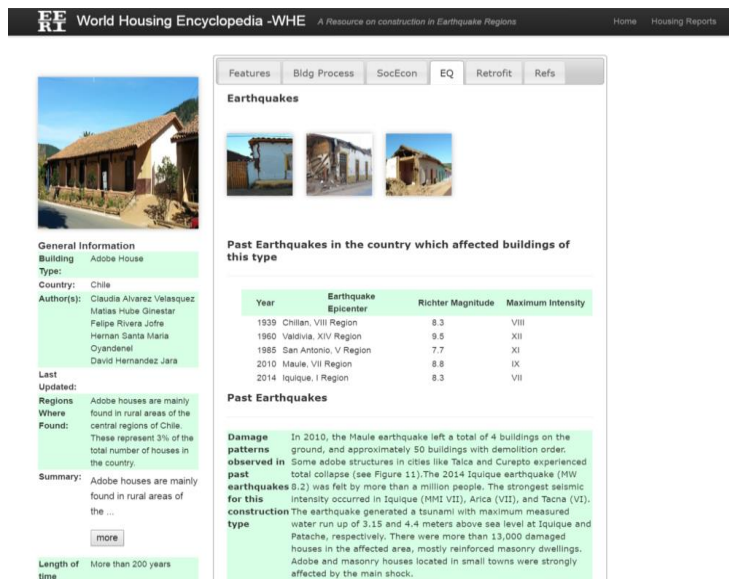 EERI
World Housing Encyclopedia -WHE A Resource on construction in Earthquake Regions Home Housing Reports
Features Bldg Process SocEcon EQ Retrofit Refs
Earthquakes
General Information
Building Type: Adobe House
Country: Chile
Author(s): Claudia Alvarez Velasquez
Matias Hube Ginestar
Felipe Rivera Jofre
Hernan Santa Maria
Oyandenel
David Hernandez Jara
Last Updated:
Regions Where Found: Adobe houses are mainly
found in rural areas of the
central regions of Chile.
These represent 3% of the
total number of houses in
the country.
Summary: Adobe houses are mainly
found in rural areas of
the ...
more
Length of time More than 200 years
Past Earthquakes in the country which affected buildings of
this type
Year Earthquake Epicenter Richter Magnitude Maximum Intensity
1939 Chillan, VIII Region 8.3 VIII
1960 Valdivia, XIV Region 9.5 XII
1985 San Antonio, V Region 7.7 XI
2010 Maule, VII Region 8.8 IX
2014 Iquique, I Region 8.3 VII
Past Earthquakes
Damage patterns observed in past earthquakes for this construction type
In 2010, the Maule earthquake left a total of 4 buildings on the
ground, and approximately 50 buildings with demolition order.
Some adobe structures in cities like Talca and Curepto experienced
total collapse (see Figure 11).The 2014 Iquique earthquake (MW
8.2) was felt by more than a million people. The strongest seismic
intensity occurred in Iquique (MMI VII), Arica (VII), and Tacna (VI).
The earthquake generated a tsunami with maximum measured
water run up of 3.15 and 4.4 meters above sea level at Iquique and
Patache, respectively. There were more than 13,000 damaged
houses in the affected area, mostly reinforced masonry dwellings.
Adobe and masonry houses located in small towns were strongly
affected by the main shock.